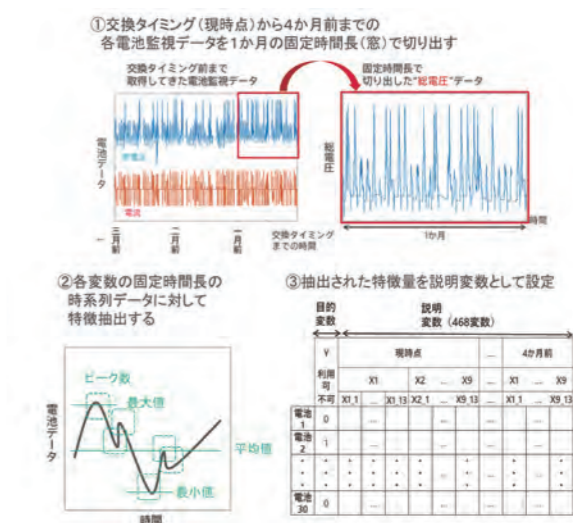 ①交換タイミング（現時点）から4か月前までの
各電池監視データを1か月の固定時間長（窓）で切り出す
交換タイミング前まで
取得してきた電池監視データ
固定時間長で
切り出した“総電圧”データ
電池データ
電流
三月前
二月前
一月前
交換タイミング
までの時間
総電圧
時間
1か月
②各変数の固定時間長の
時系列データに対して
特徴抽出する
ピーク数
最大値
平均値
最小値
電池データ
時間
③抽出された特徴量を説明変数として設定
目的
変数
説明
変数（468変数）
Y
現時点
...
4か月前
利用
可
不可
X1
X2
...
X9
...
X1
...
X9
X1_1
...
X1_13
X2_1
...
X9_13
...
X1_1
...
X9_13
電池
1
0
...
...
...
...
電池
2
1
...
...
...
...
電池
30
0
...
...
...
...